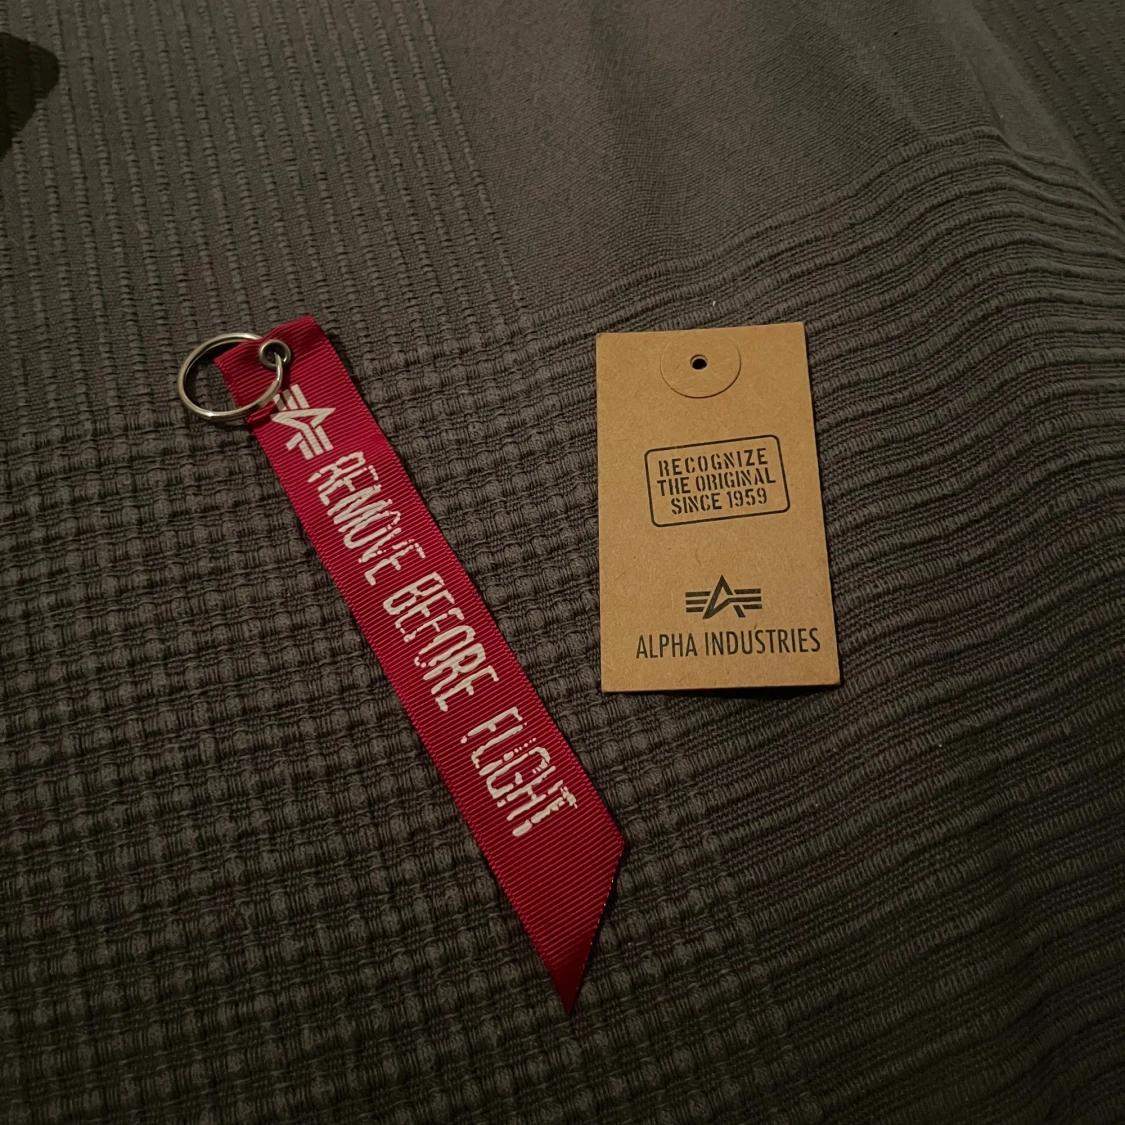 REMOVE BEFORE FLIGHT
RECOGNIZE
THE ORIGINAL
SINCE 1959
ALPHA INDUSTRIES